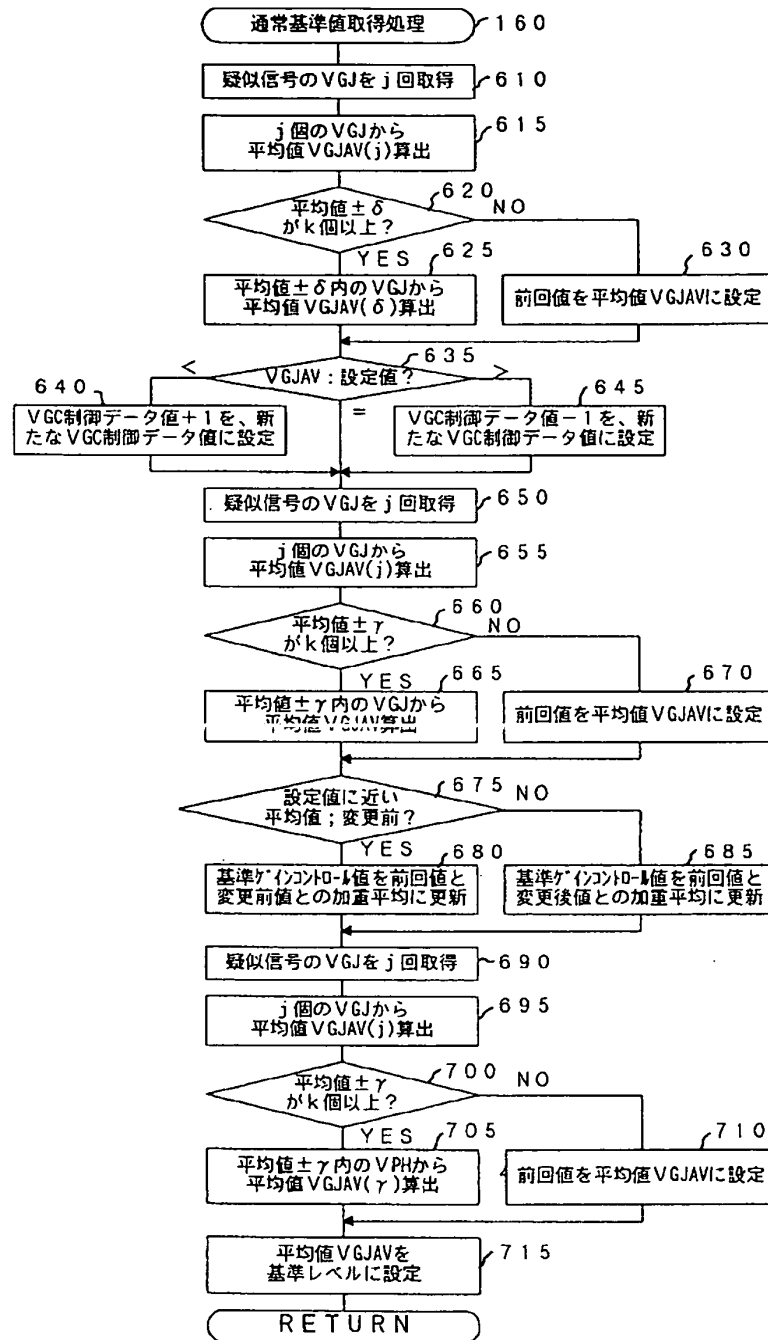 通常基準値取得処理
160
疑似信号のVGJをj回取得
610
j個のVGJから
平均値VGJAV(j)算出
615
平均値±δ
がk個以上?
620
NO
YES
625
630
平均値±δ内のVGJから
平均値VGJAV(δ)算出
前回値を平均値VGJAVに設定
635
<
VGJAV:設定値?
>
640
645
=
VGC制御データ値+1を、新
たなVGC制御データ値に設定
VGC制御データ値-1を、新
たなVGC制御データ値に設定
疑似信号のVGJをj回取得
650
j個のVGJから
平均値VGJAV(j)算出
655
平均値±γ
がk個以上?
660
NO
YES
665
670
平均値±γ内のVGJから
平均値VGJAV算出
前回値を平均値VGJAVに設定
675
設定値に近い
平均値;変更前?
NO
YES
680
685
基準ゲインコントロール値を前回値と
変更前値との加重平均に更新
基準ゲインコントロール値を前回値と
変更後値との加重平均に更新
疑似信号のVGJをj回取得
690
j個のVGJから
平均値VGJAV(j)算出
695
平均値±γ
がk個以上?
700
NO
YES
705
710
平均値±γ内のVPHから
平均値VGJAV(γ)算出
前回値を平均値VGJAVに設定
平均値VGJAVを
基準レベルに設定
715
RETURN